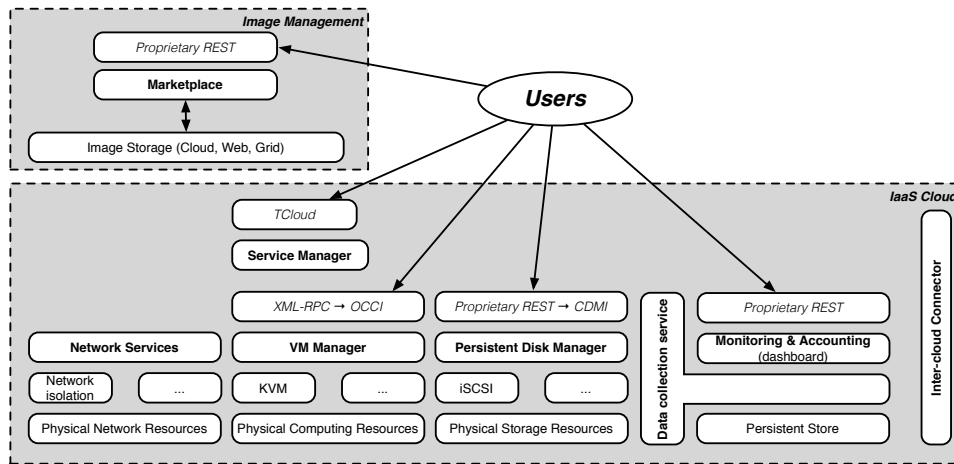 Image Management
Proprietary REST
Marketplace
Image Storage (Cloud, Web, Grid)
Users
IaaS Cloud
TCloud
Service Manager
XML-RPC → OCCI
Proprietary REST → CDMI
Proprietary REST
Network Services
VM Manager
Persistent Disk Manager
Monitoring & Accounting
(dashboard)
Network
isolation
...
KVM
...
iSCSI
...
Data collection service
Inter-cloud Connector
Physical Network Resources
Physical Computing Resources
Physical Storage Resources
Persistent Store